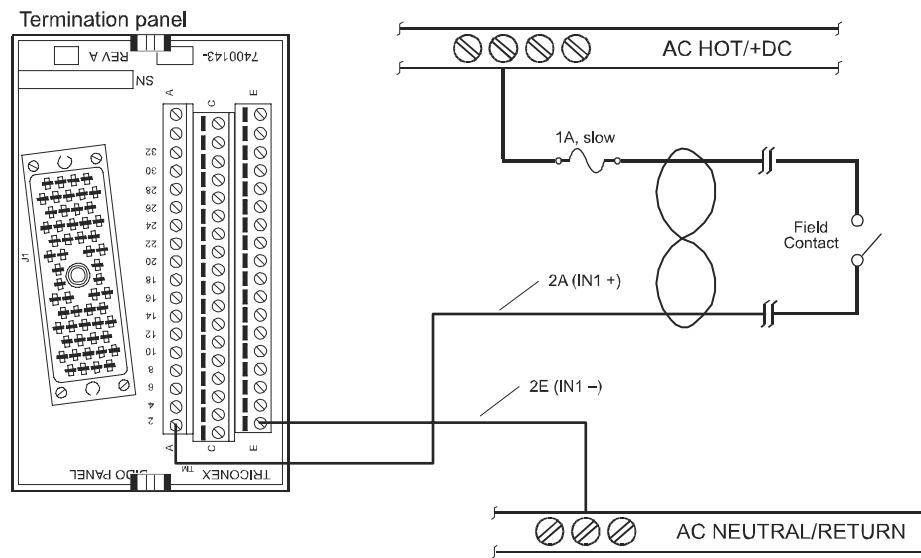 Termination panel
REV A
7400143-
SN
A
C
E
32
30
28
26
24
22
20
18
16
14
12
10
8
6
4
2
J1
A
C
E
DIDO PANEL
TRICONEX
TM
AC HOT/+DC
1A, slow
Field
Contact
2A (IN1 +)
2E (IN1 –)
AC NEUTRAL/RETURN